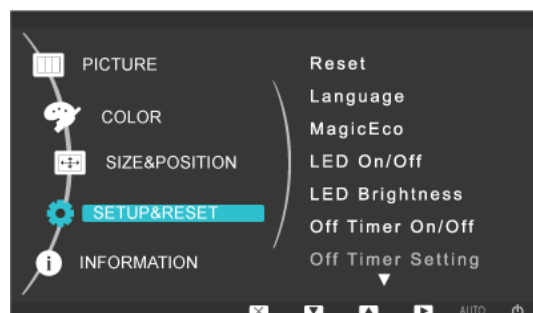 PICTURE
COLOR
SIZE&POSITION
SETUP&RESET
INFORMATION
Reset
Language
MagicEco
LED On/Off
LED Brightness
Off Timer On/Off
Off Timer Setting
AUTO